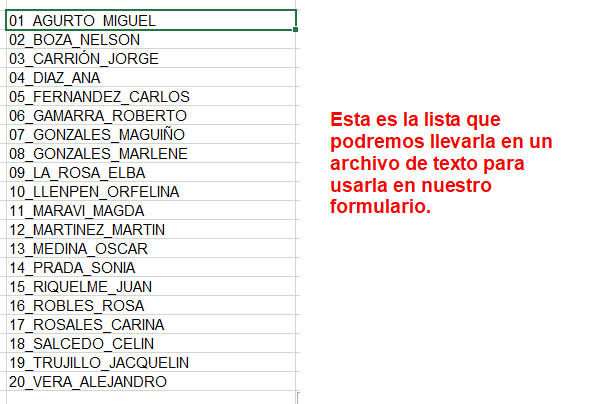 01_AGURTO_MIGUEL
02_BOZA_NELSON
03_CARRIÓN_JORGE
04_DIAZ_ANA
05_FERNANDEZ_CARLOS
06_GAMARRA_ROBERTO
07_GONZALES_MAGUIÑO
08_GONZALES_MARLENE
09_LA_ROSA_ELBA
10_LLENPEN_ORFELINA
11_MARAVI_MAGDA
12_MARTINEZ_MARTIN
13_MEDINA_OSCAR
14_PRADA_SONIA
15_RIQUELME_JUAN
16_ROBLES_ROSA
17_ROSALES_CARINA
18_SALCEDO_CELIN
19_TRUJILLO_JACQUELIN
20_VERA_ALEJANDRO
Esta es la lista que
podremos llevarla en un
archivo de texto para
usarla en nuestro
formulario.